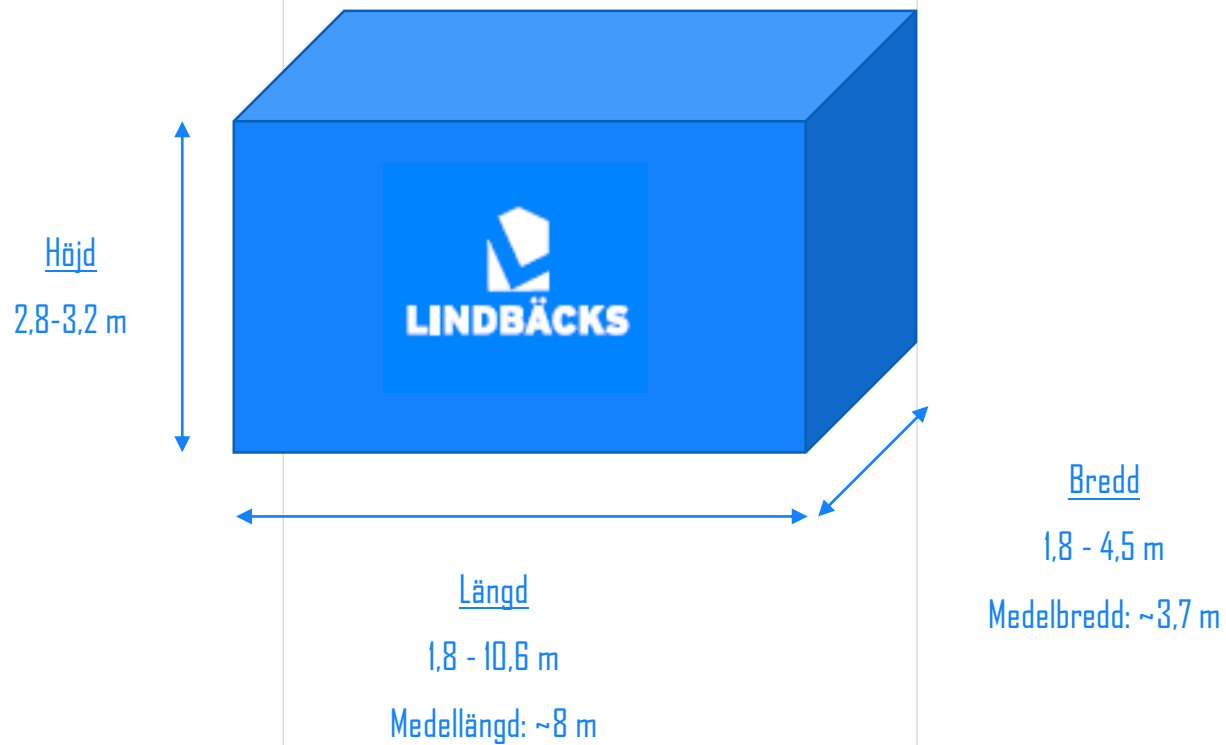 LINDBÄCKS
Höjd
2,8-3,2 m
Bredd
1,8 - 4,5 m
Medelbredd: ~3,7 m
Längd
1,8 - 10,6 m
Medellängd: ~8 m